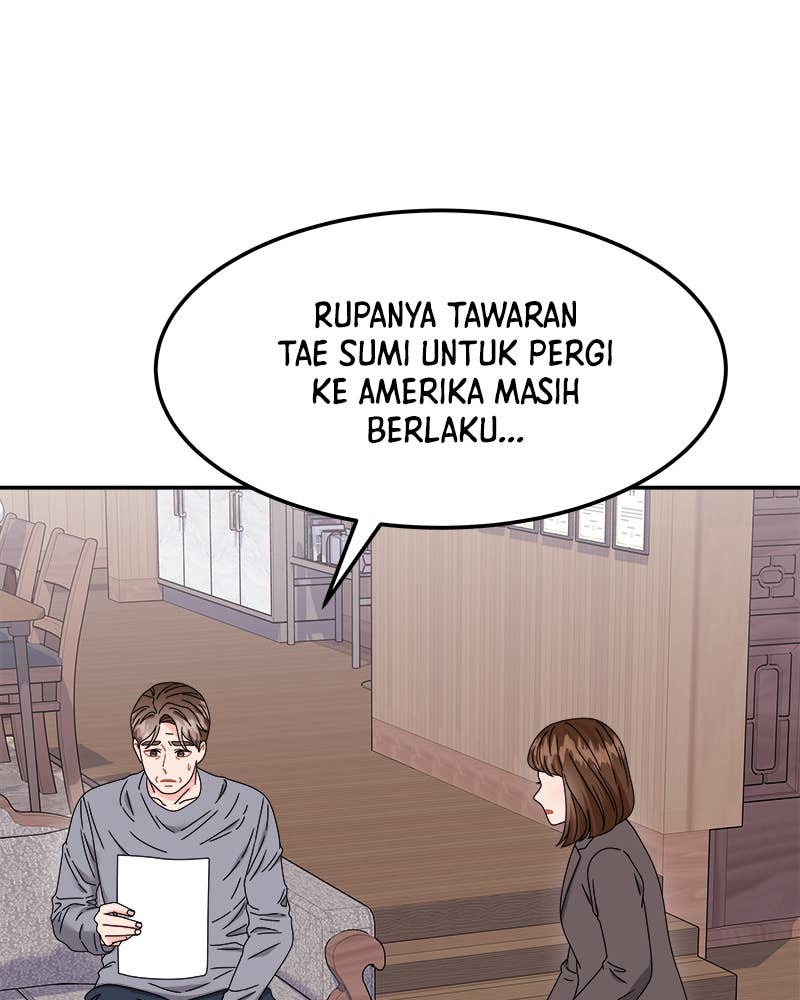 RUPANYA TAWARAN
TAE SUMI UNTUK PERGI
KE AMERIKA MASIH
BERLAKU...